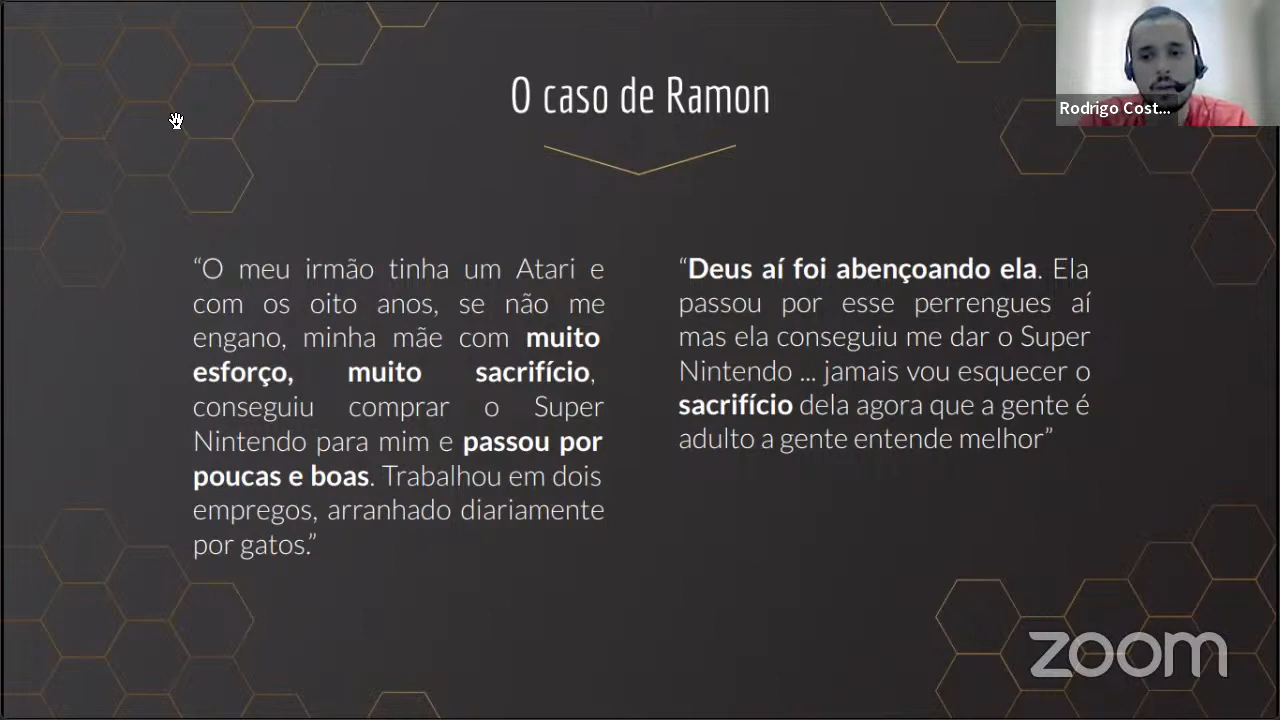 O caso de Ramon
Rodrigo Cost...
“O meu irmão tinha um Atari e
com os oito anos, se não me
engano, minha mãe com muito
esforço, muito sacrifício,
conseguiu comprar o Super
Nintendo para mim e passou por
poucas e boas. Trabalhou em dois
empregos, arranhado diariamente
por gatos.”
“Deus aí foi abençoando ela. Ela
passou por esse perrengues aí
mas ela conseguiu me dar o Super
Nintendo ... jamais vou esquecer o
sacrifício dela agora que a gente é
adulto a gente entende melhor”
zoom